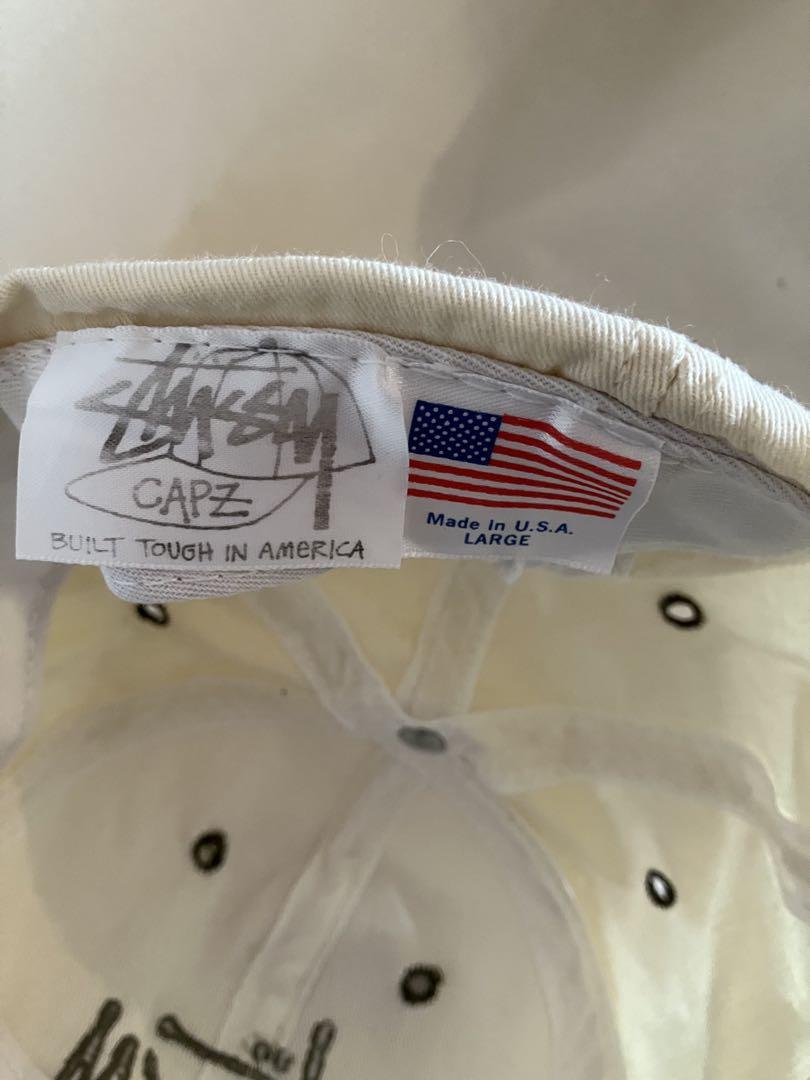 STUSSY
CAPZ
BUILT TOUGH IN AMERICA
Made In U.S.A.
LARGE